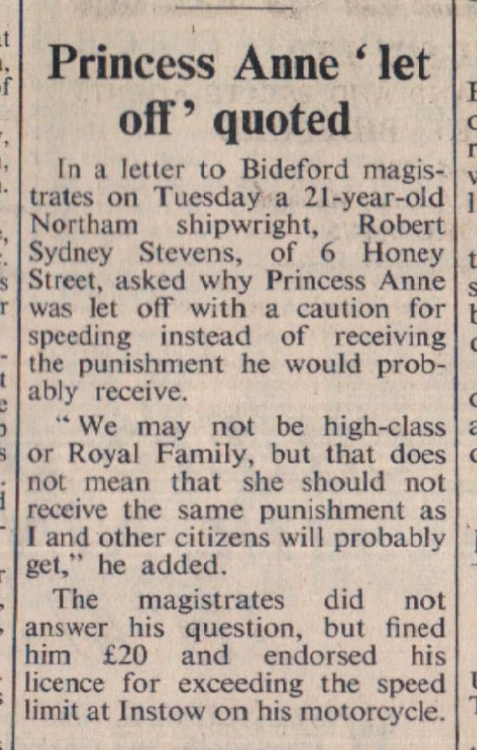 Princess Anne ‘ let
off ’ quoted
In a letter to Bideford magis-
trates on Tuesday a 21-year-old
Northam shipwright, Robert
Sydney Stevens, of 6 Honey
Street, asked why Princess Anne
was let off with a caution for
speeding instead of receiving
the punishment he would prob-
ably receive.
“ We may not be high-class
or Royal Family, but that does
not mean that she should not
receive the same punishment as
I and other citizens will probably
get,” he added.
The magistrates did not
answer his question, but fined
him £20 and endorsed his
licence for exceeding the speed
limit at Instow on his motorcycle.